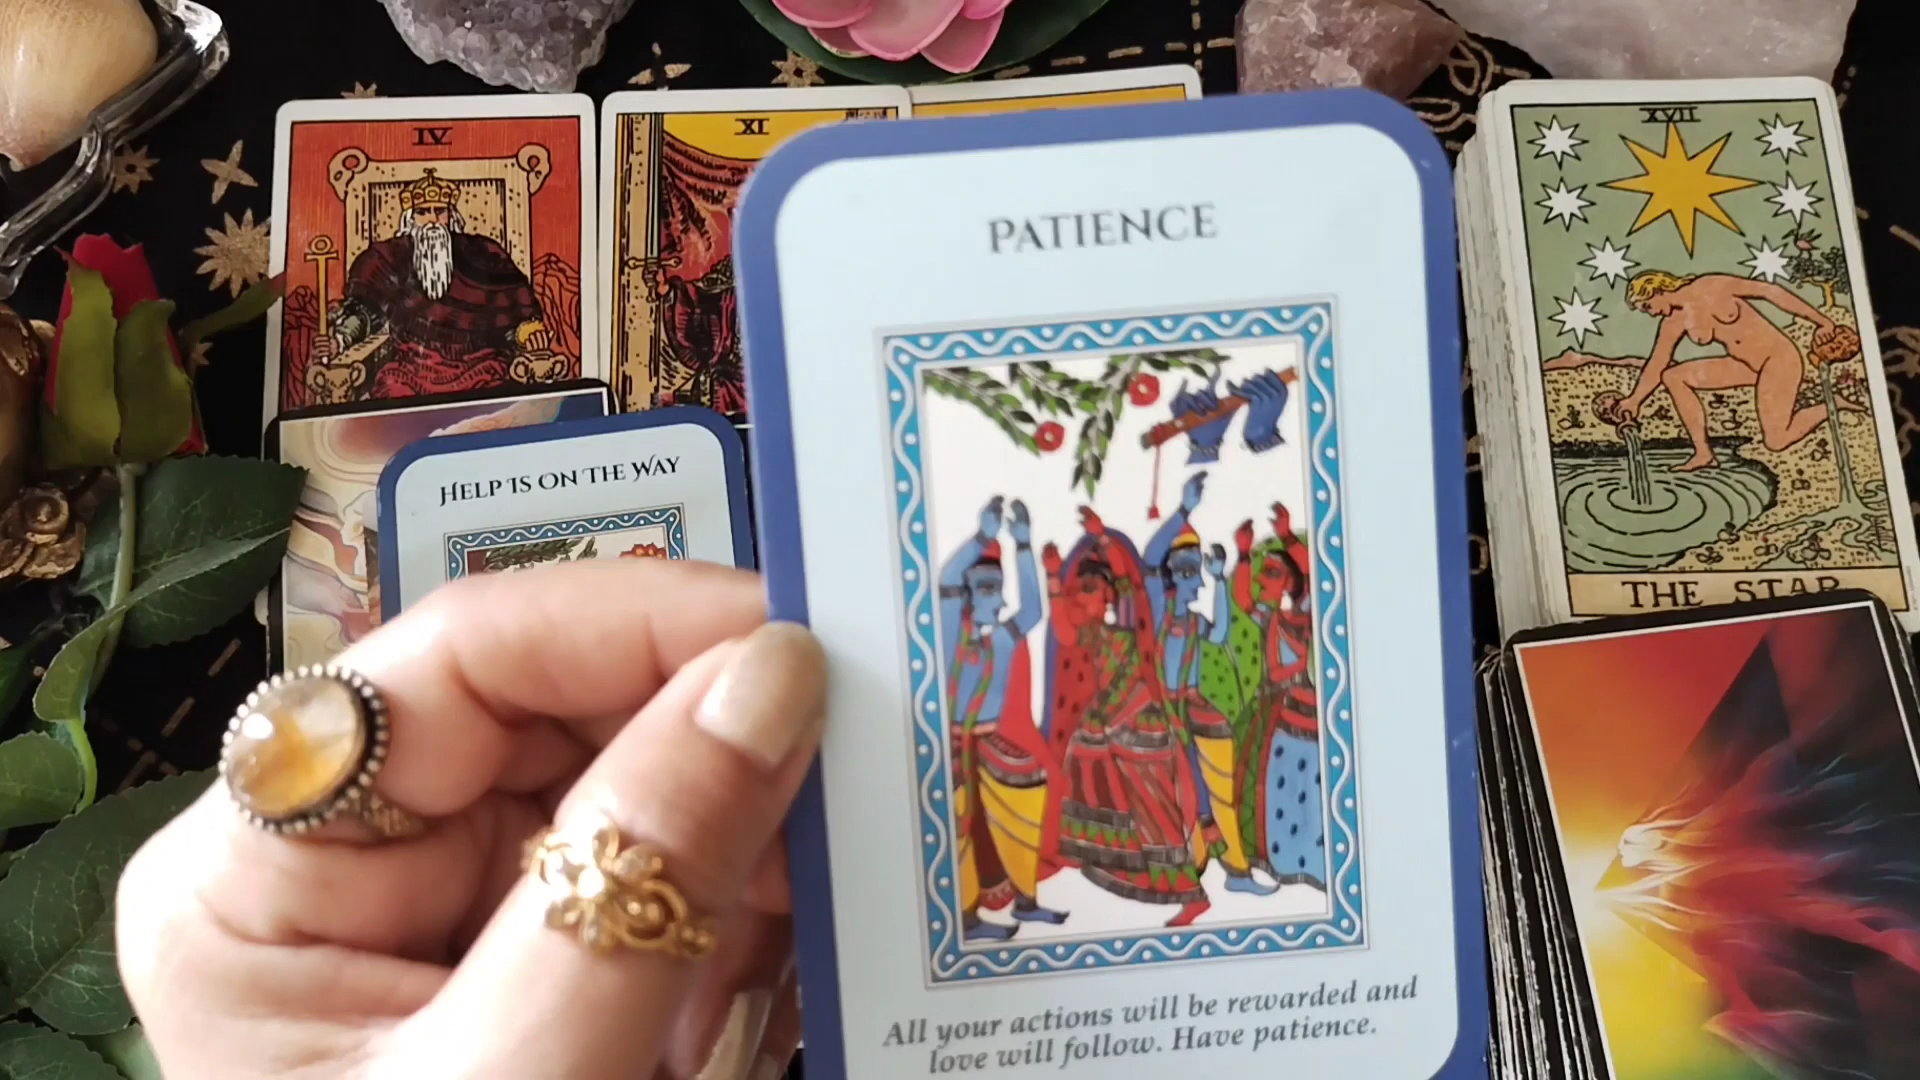 IV
XI
XVII
PATIENCE
HELP IS ON THE WAY
THE STAR
All your actions will be rewarded and
love will follow. Have patience.